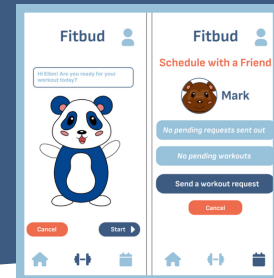 Fitbud
Hi Ellen! Are you ready for your
workout today?
Cancel
Start
Fitbud
Schedule with a Friend
Mark
No pending requests sent out
No pending workouts
Send a workout request
Cancel